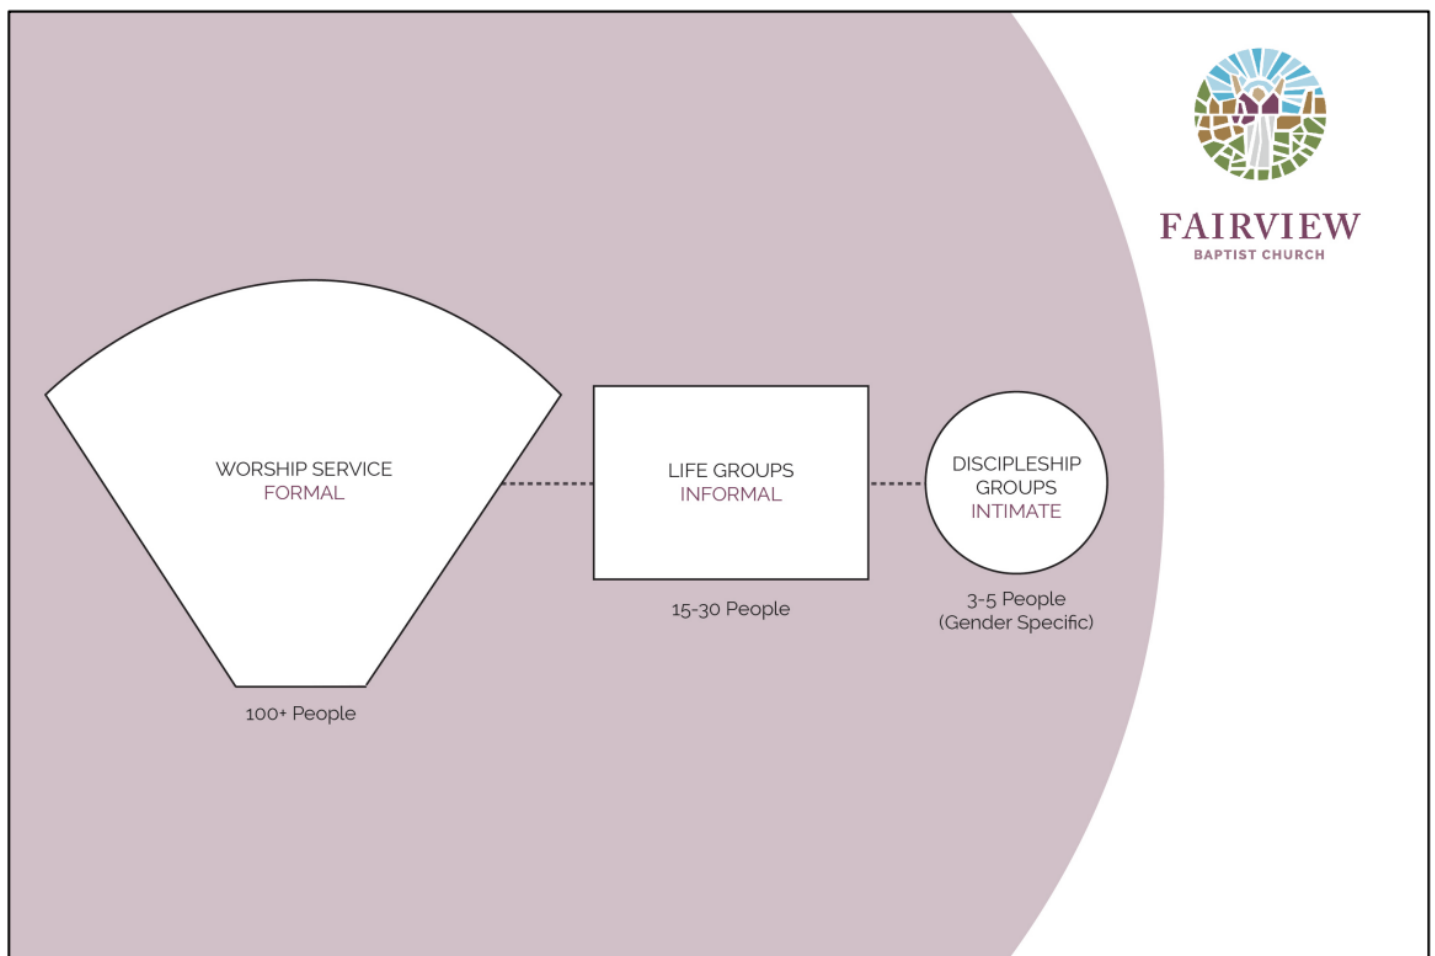 FAIRVIEW
BAPTIST CHURCH
WORSHIP SERVICE
FORMAL
100+ People
LIFE GROUPS
INFORMAL
15-30 People
DISCIPLESHIP
GROUPS
INTIMATE
3-5 People
(Gender Specific)